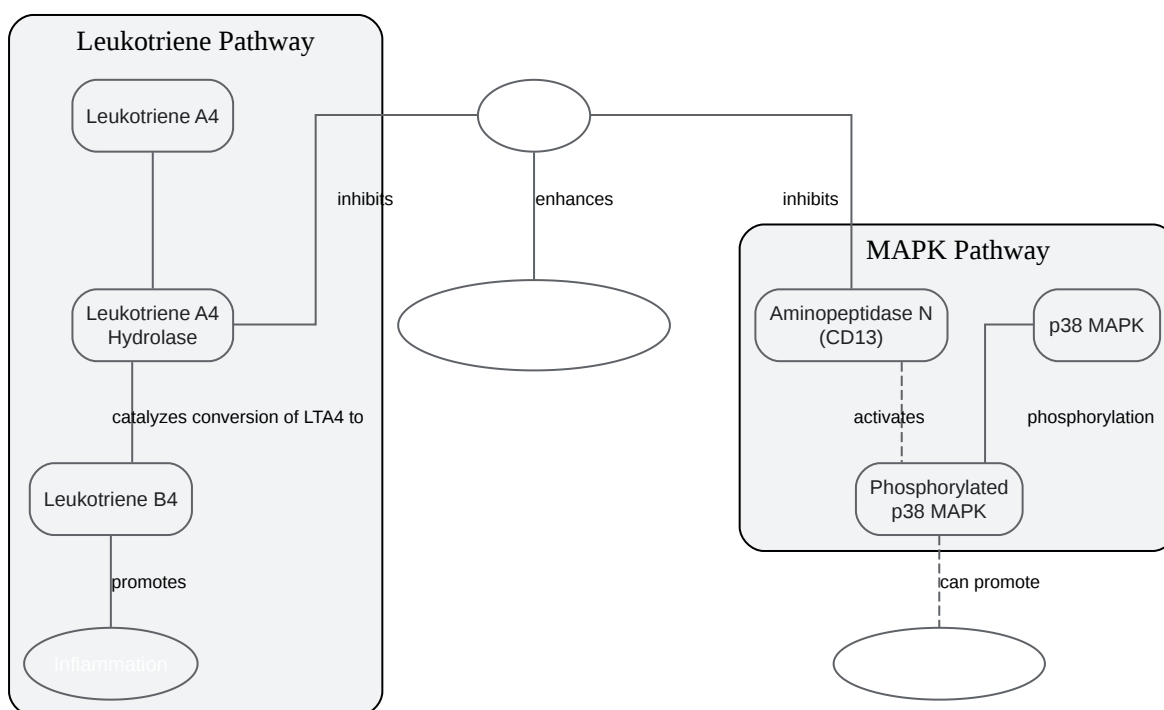 Leukotriene Pathway
Leukotriene A4
inhibits
enhances
inhibits
MAPK Pathway
Leukotriene A4
Hydrolase
Aminopeptidase N
(CD13)
p38 MAPK
catalyzes conversion of LTA4 to
activates
phosphorylation
Leukotriene B4
Phosphorylated
p38 MAPK
promotes
can promote
Inflammation